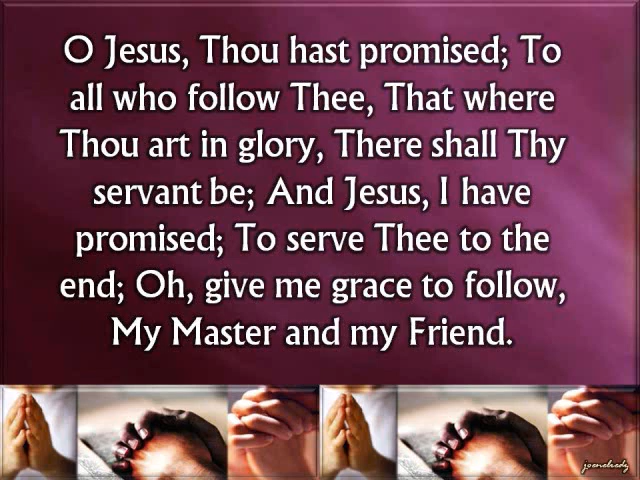 O Jesus, Thou hast promised; To
all who follow Thee, That where
Thou art in glory, There shall Thy
servant be; And Jesus, I have
promised; To serve Thee to the
end; Oh, give me grace to follow,
My Master and my Friend.